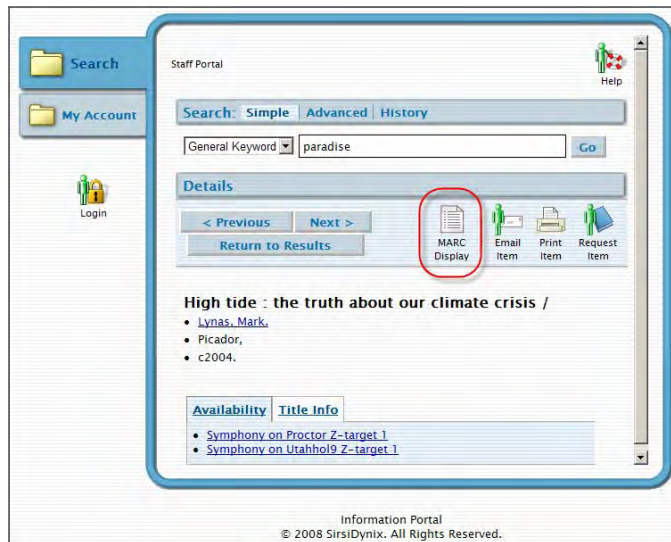 Search
My Account
Login
Staff Portal
Help
Search: Simple Advanced History
General Keyword paradise Go
Details
< Previous Next >
Return to Results
MARC Display
Email Item
Print Item
Request Item
High tide : the truth about our climate crisis /
• Lynas, Mark.
• Picador,
• c2004.
Availability Title Info
• Symphony on Proctor Z-target 1
• Symphony on Utahhol9 Z-target 1
Information Portal
© 2008 SirsiDynix. All Rights Reserved.